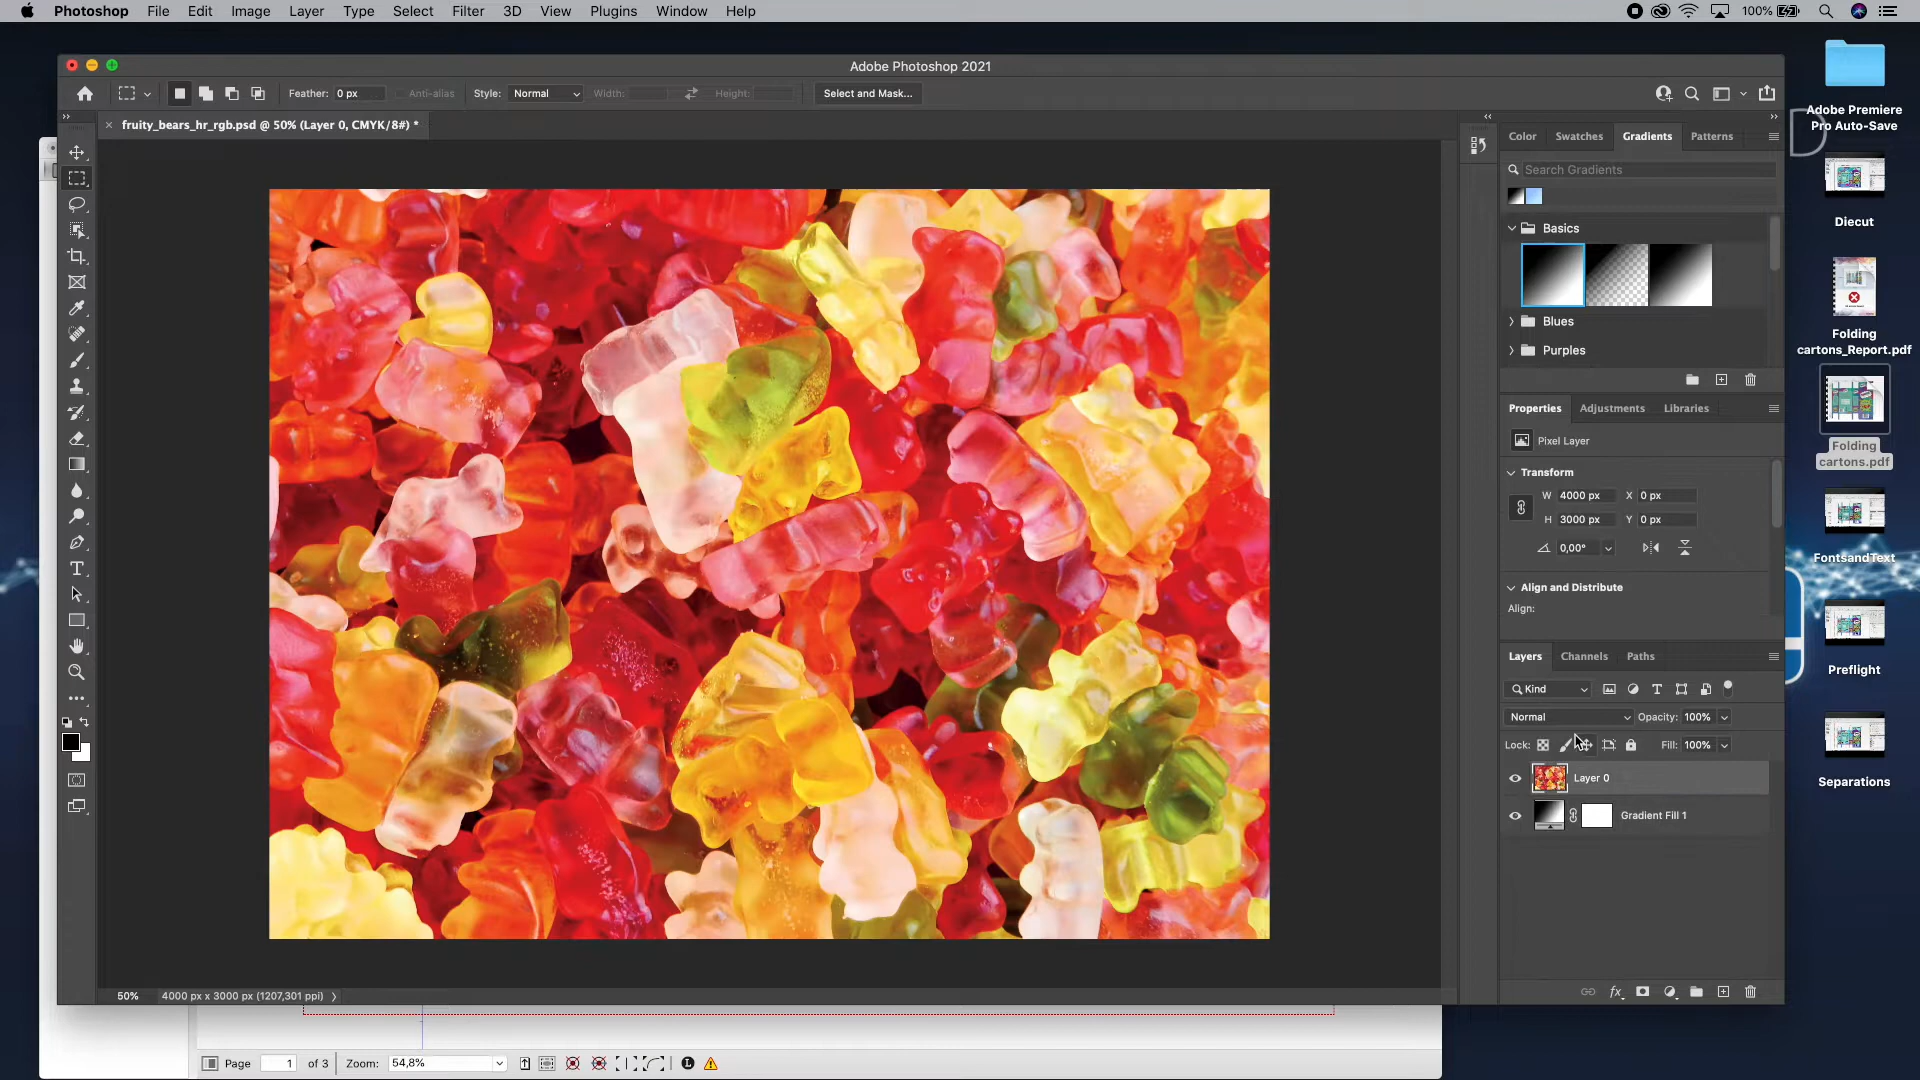 Photoshop File Edit Image Layer Type Select Filter 3D View Plugins Window Help
100%
Adobe Photoshop 2021
Feather: 0 px Anti-alias Style: Normal Width: Height: Select and Mask...
fruity_bears_hr_rgb.psd @ 50% (Layer 0, CMYK/8#) *
Color Swatches Gradients Patterns
Search Gradients
Basics
Blues
Purples
Properties Adjustments Libraries
Pixel Layer
Transform
W 4000 px X 0 px
H 3000 px Y 0 px
0,00°
Align and Distribute
Align:
Layers Channels Paths
Kind
Normal Opacity: 100%
Lock: Fill: 100%
Layer 0
Gradient Fill 1
50% 4000 px x 3000 px (1207,301 ppi)
Page 1 of 3 Zoom: 54,8%
Adobe Premiere
Pro Auto-Save
Diecut
Folding
cartons_Report.pdf
Folding
cartons.pdf
FontsandText
Preflight
Separations